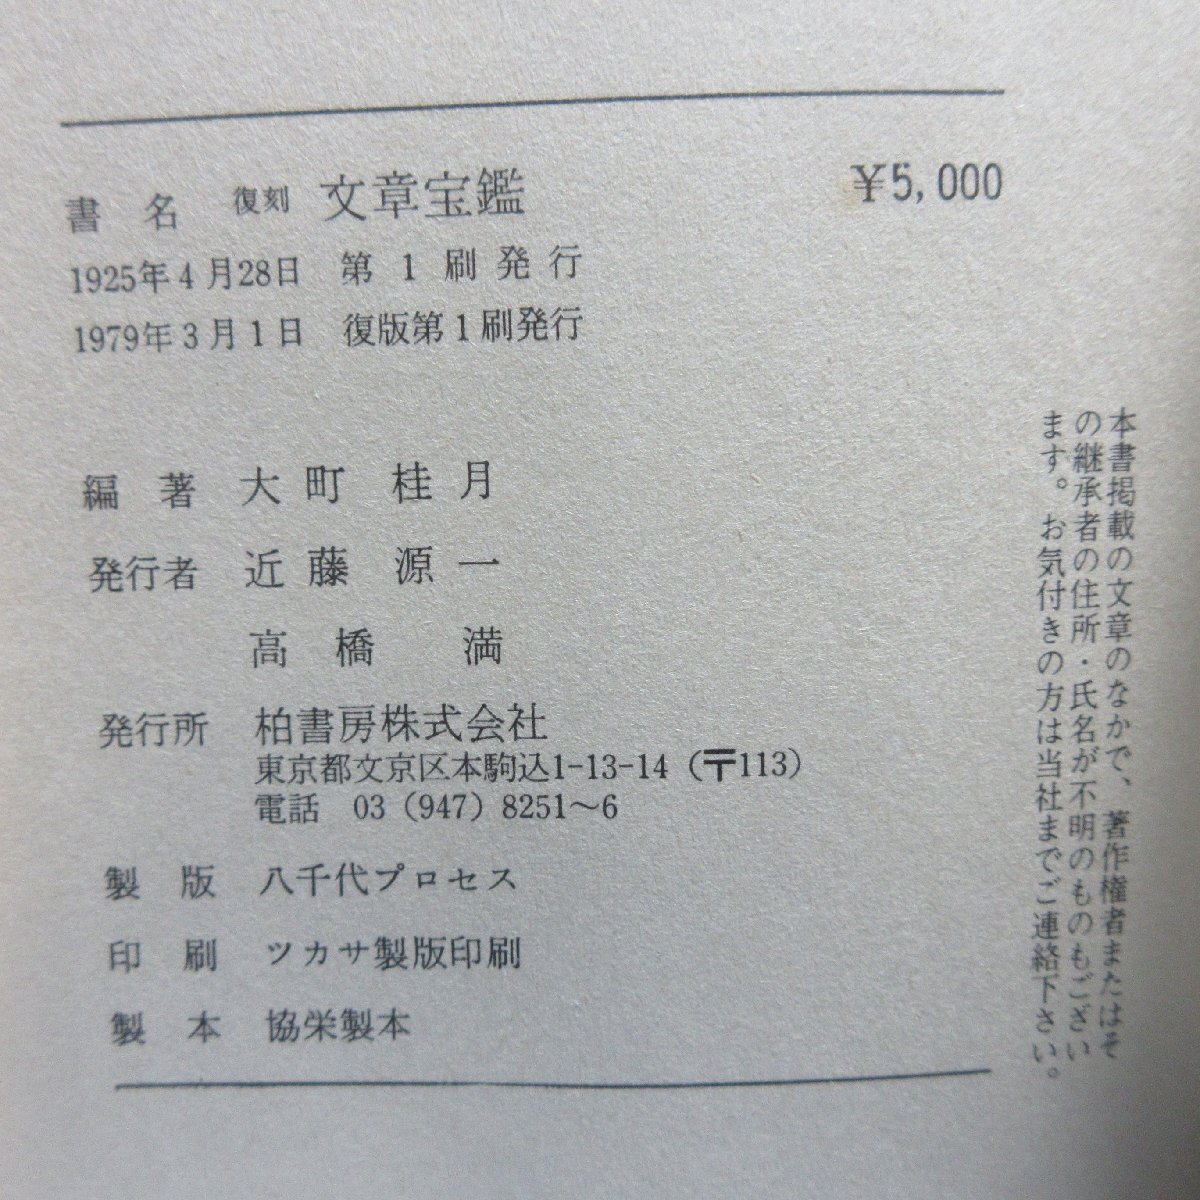 書名 復刻 文章宝鑑 ¥5,000
1925年4月28日 第1刷発行
1979年3月1日 復版第1刷発行
編著 大町 桂月
発行者 近藤 源一
高橋 満
発行所 柏書房株式会社
東京都文京区本駒込1-13-14（〒113）
電話 03（947）8251〜6
製版 八千代プロセス
印刷 ツカサ製版印刷
製本 協栄製本
本書掲載の文章のなかで、著作権者またはそ
の継承者の住所・氏名が不明のものもござい
ます。お気付きの方は当社までご連絡下さい。